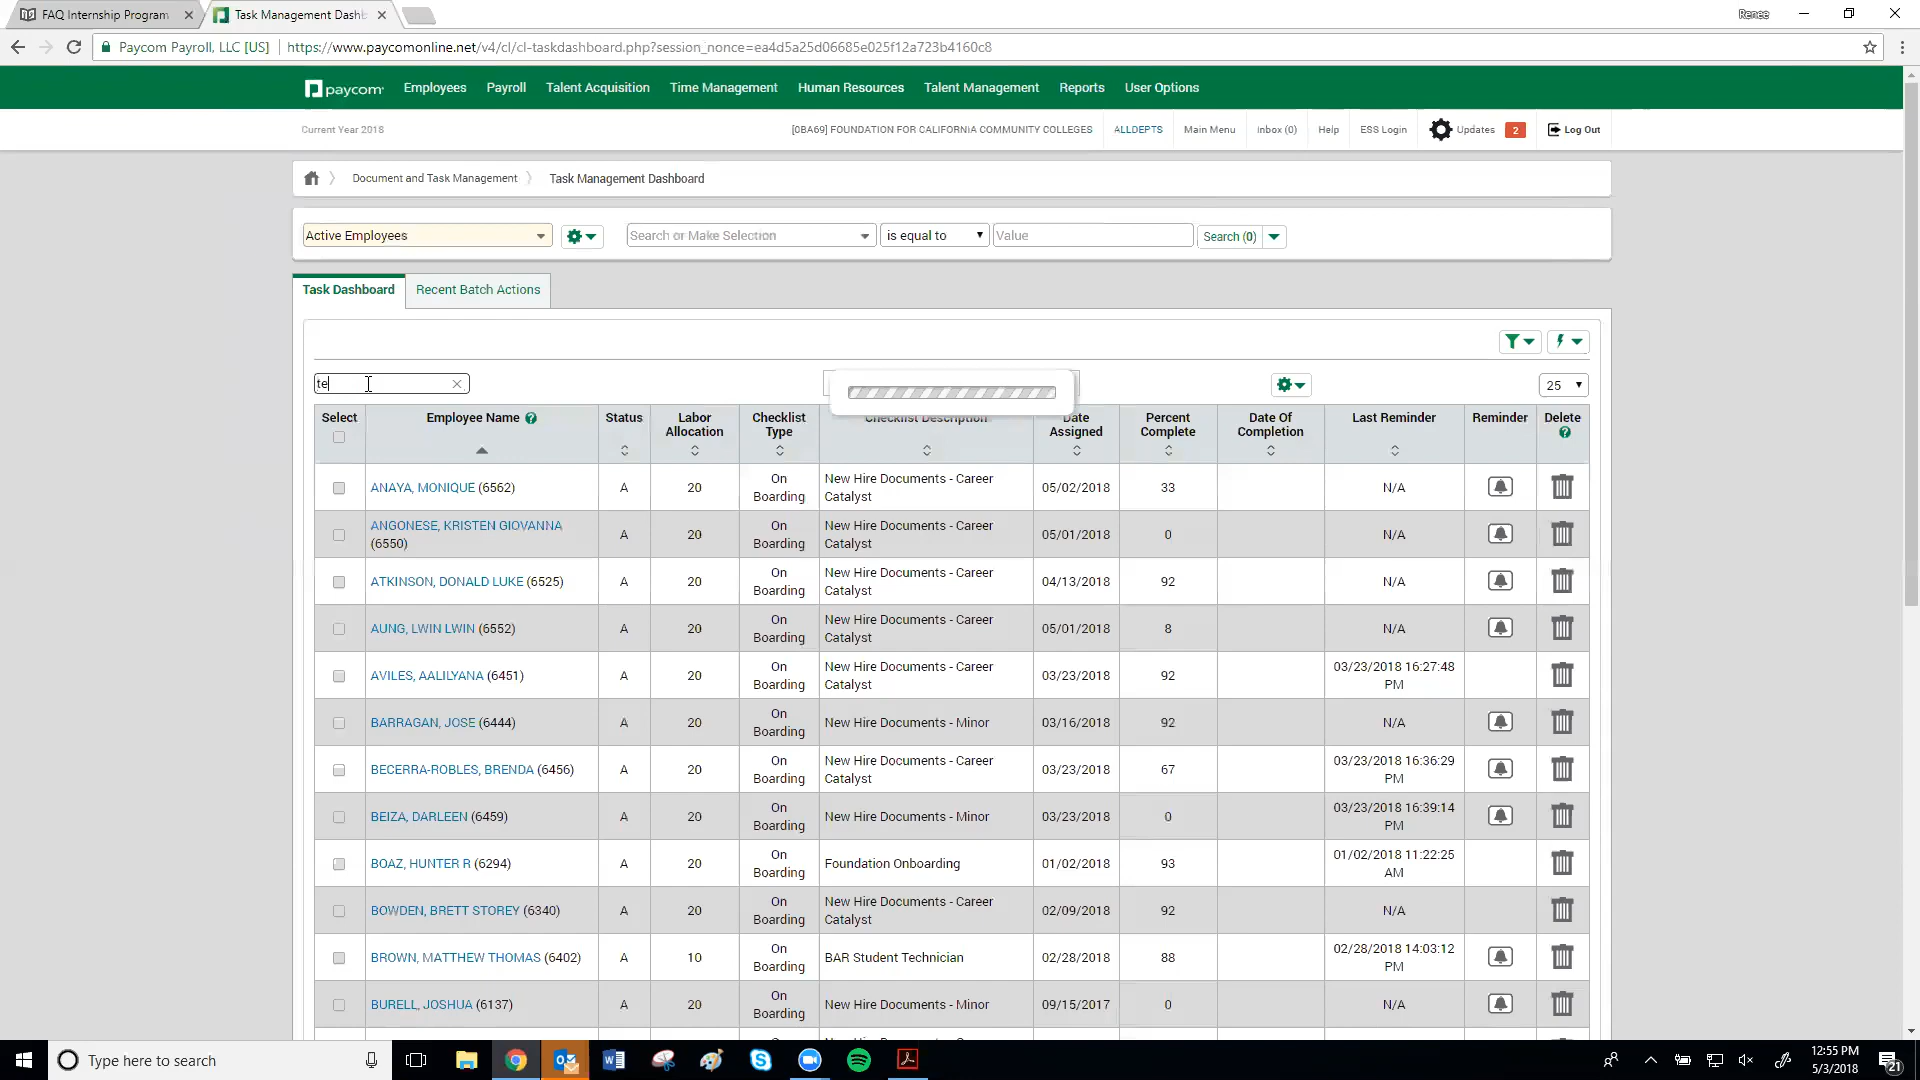 FAQ Internship Program
Task Management Dashb
Renee
Paycom Payroll, LLC [US] https://www.paycomonline.net/v4/cl/cl-taskdashboard.php?session_nonce=ea4d5a25d06685e025f12a723b4160c8
paycom Employees Payroll Talent Acquisition Time Management Human Resources Talent Management Reports User Options
Current Year 2018 [0BA69] FOUNDATION FOR CALIFORNIA COMMUNITY COLLEGES ALLDEPTS Main Menu Inbox (0) Help ESS Login Updates 2 Log Out
Document and Task Management Task Management Dashboard
Active Employees Search or Make Selection is equal to Value Search (0)
Task Dashboard Recent Batch Actions
te 25
Select Employee Name Status Labor Allocation Checklist Type Checklist Description Date Assigned Percent Complete Date Of Completion Last Reminder Reminder Delete
ANAYA, MONIQUE (6562) A 20 On Boarding New Hire Documents - Career Catalyst 05/02/2018 33 N/A
ANGONESE, KRISTEN GIOVANNA (6550) A 20 On Boarding New Hire Documents - Career Catalyst 05/01/2018 0 N/A
ATKINSON, DONALD LUKE (6525) A 20 On Boarding New Hire Documents - Career Catalyst 04/13/2018 92 N/A
AUNG, LWIN LWIN (6552) A 20 On Boarding New Hire Documents - Career Catalyst 05/01/2018 8 N/A
AVILES, AALILYANA (6451) A 20 On Boarding New Hire Documents - Career Catalyst 03/23/2018 92 03/23/2018 16:27:48 PM
BARRAGAN, JOSE (6444) A 20 On Boarding New Hire Documents - Minor 03/16/2018 92 N/A
BECERRA-ROBLES, BRENDA (6456) A 20 On Boarding New Hire Documents - Career Catalyst 03/23/2018 67 03/23/2018 16:36:29 PM
BEIZA, DARLEEN (6459) A 20 On Boarding New Hire Documents - Minor 03/23/2018 0 03/23/2018 16:39:14 PM
BOAZ, HUNTER R (6294) A 20 On Boarding Foundation Onboarding 01/02/2018 93 01/02/2018 11:22:25 AM
BOWDEN, BRETT STOREY (6340) A 20 On Boarding New Hire Documents - Career Catalyst 02/09/2018 92 N/A
BROWN, MATTHEW THOMAS (6402) A 10 On Boarding BAR Student Technician 02/28/2018 88 02/28/2018 14:03:12 PM
BURELL, JOSHUA (6137) A 20 On Boarding New Hire Documents - Minor 09/15/2017 0 N/A
Type here to search
12:55 PM
5/3/2018
21